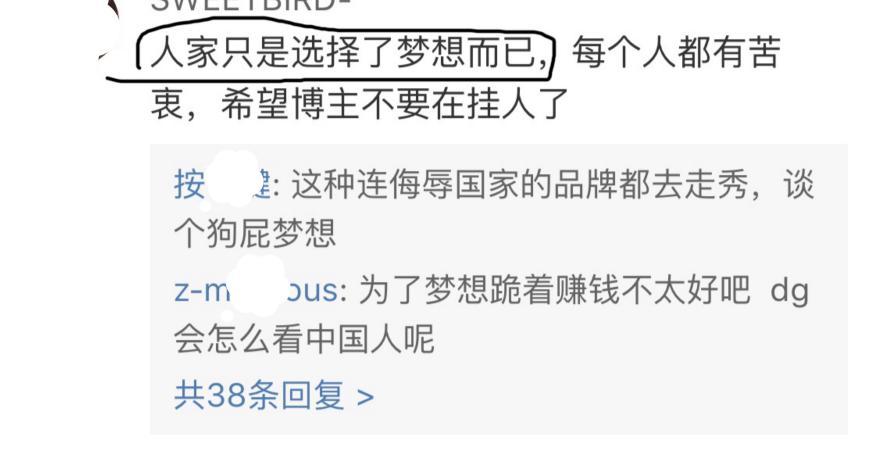 SWEETBIRD-
人家只是选择了梦想而已，每个人都有苦
衷，希望博主不要在挂人了
按 键: 这种连侮辱国家的品牌都去走秀，谈
个狗屁梦想
z-m ous: 为了梦想跪着赚钱不太好吧 dg
会怎么看中国人呢
共38条回复 >